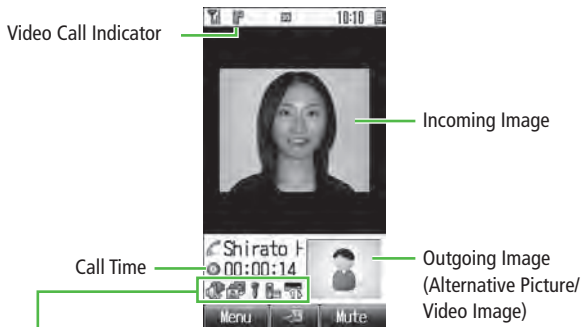 10:10
Video Call Indicator
Incoming Image
Shirato H
Call Time
00:00:14
Outgoing Image
(Alternative Picture/
Video Image)
Menu
Mute